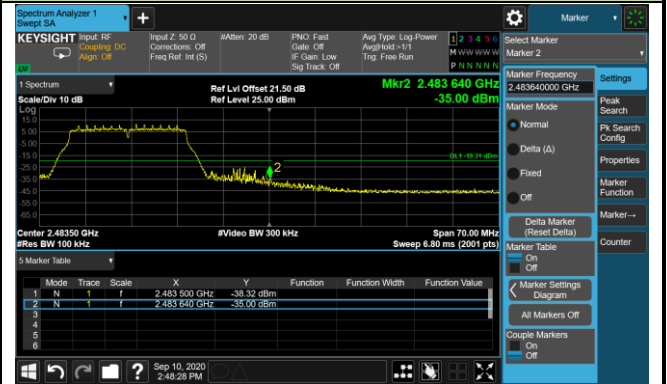 Spectrum Analyzer 1
Swept SA
Marker
KEYSIGHT
Input: RF
Coupling: DC
Align: Off
Input Z: 50 Ω
Corrections: Off
Freq Ref: Int (S)
#Atten: 20 dB
PNO: Fast
Gate: Off
IF Gain: Low
Sig Track: Off
Avg Type: Log-Power
Avg|Hold:>1/1
Trig: Free Run
1 2 3 4 5 6
M W W W W W
P N N N N N
Select Marker
Marker 2
1 Spectrum
Scale/Div 10 dB
Log
Ref Lvl Offset 21.50 dB
Ref Level 25.00 dBm
Mkr2 2.483 640 GHz
-35.00 dBm
15.0
5.00
-5.00
-15.0
-25.0
-35.0
-45.0
-55.0
-65.0
DL1 -19.31 dBm
2
Center 2.48350 GHz
#Res BW 100 kHz
#Video BW 300 kHz
Span 70.00 MHz
Sweep 6.80 ms (2001 pts)
5 Marker Table
Mode Trace Scale X Y Function Function Width Function Value
1 N 1 f 2.483 500 GHz -38.32 dBm
2 N 1 f 2.483 640 GHz -35.00 dBm
3
4
5
6
Marker Frequency
2.483640000 GHz
Marker Mode
Normal
Delta (Δ)
Fixed
Off
Delta Marker
(Reset Delta)
Marker Table
On
Off
Marker Settings
Diagram
All Markers Off
Couple Markers
On
Off
Settings
Peak
Search
Pk Search
Config
Properties
Marker
Function
Marker→
Counter
Sep 10, 2020
2:48:28 PM